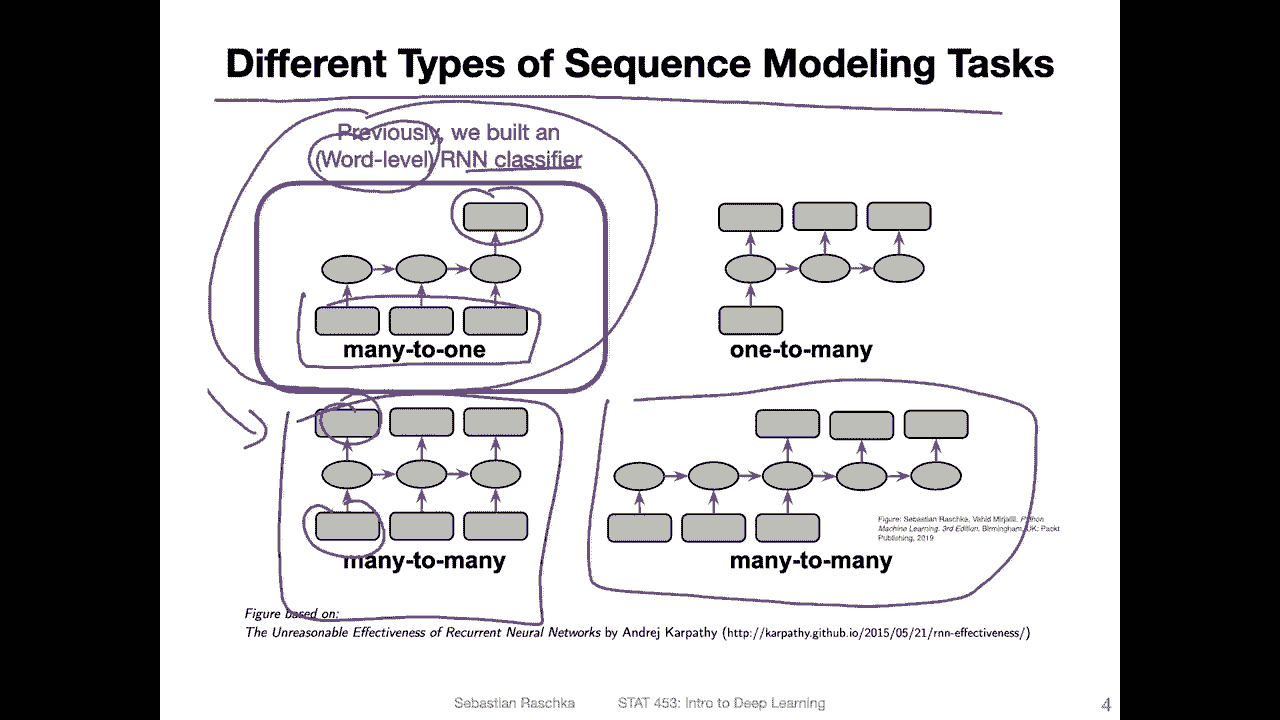 Different Types of Sequence Modeling Tasks
Previously, we built an
(Word-level) RNN classifier
many-to-one
one-to-many
many-to-many
many-to-many
Figure: Sebastian Raschka, Vahid Mirjalili. Python
Machine Learning. 3rd Edition. Birmingham, UK: Packt
Publishing, 2019
Figure based on:
The Unreasonable Effectiveness of Recurrent Neural Networks by Andrej Karpathy (http://karpathy.github.io/2015/05/21/rnn-effectiveness/)
Sebastian Raschka STAT 453: Intro to Deep Learning 4